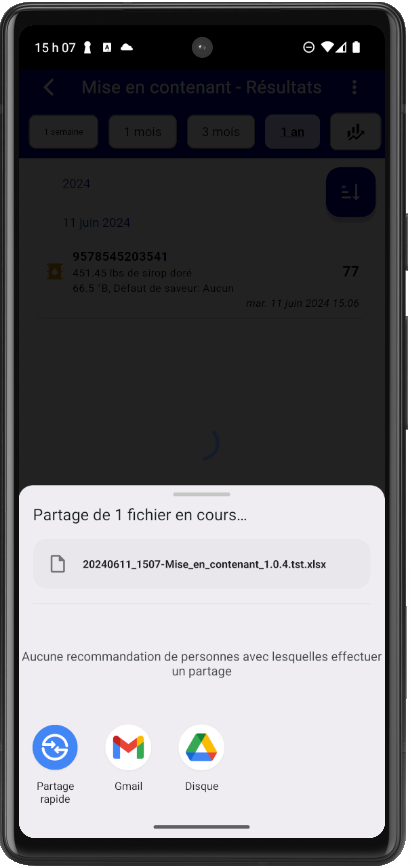 15 h 07
Mise en contenant - Résultats
1 semaine
1 mois
3 mois
1 an
2024
11 juin 2024
9578545203541
451.45 lbs de sirop doré
77
66.5 °B, Défaut de saveur: Aucun
mar. 11 juin 2024 15:06
Partage de 1 fichier en cours…
20240611_1507-Mise_en_contenant_1.0.4.tst.xlsx
Aucune recommandation de personnes avec lesquelles effectuer
un partage
Partage
rapide
Gmail
Disque